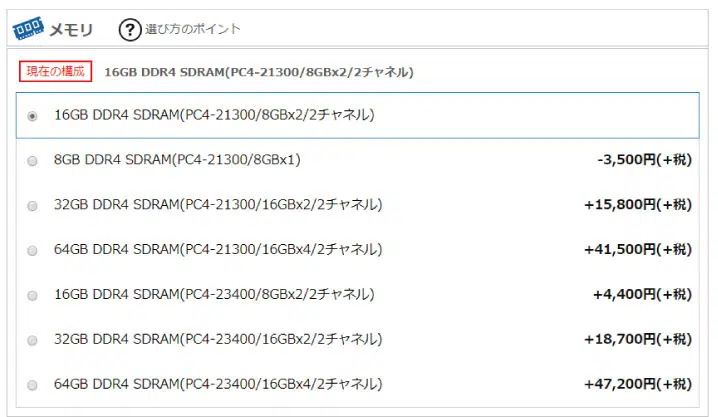 メモリ ? 選び方のポイント
現在の構成 16GB DDR4 SDRAM(PC4-21300/8GBx2/2チャネル)
16GB DDR4 SDRAM(PC4-21300/8GBx2/2チャネル)
8GB DDR4 SDRAM(PC4-21300/8GBx1) -3,500円(+税)
32GB DDR4 SDRAM(PC4-21300/16GBx2/2チャネル) +15,800円(+税)
64GB DDR4 SDRAM(PC4-21300/16GBx4/2チャネル) +41,500円(+税)
16GB DDR4 SDRAM(PC4-23400/8GBx2/2チャネル) +4,400円(+税)
32GB DDR4 SDRAM(PC4-23400/16GBx2/2チャネル) +18,700円(+税)
64GB DDR4 SDRAM(PC4-23400/16GBx4/2チャネル) +47,200円(+税)